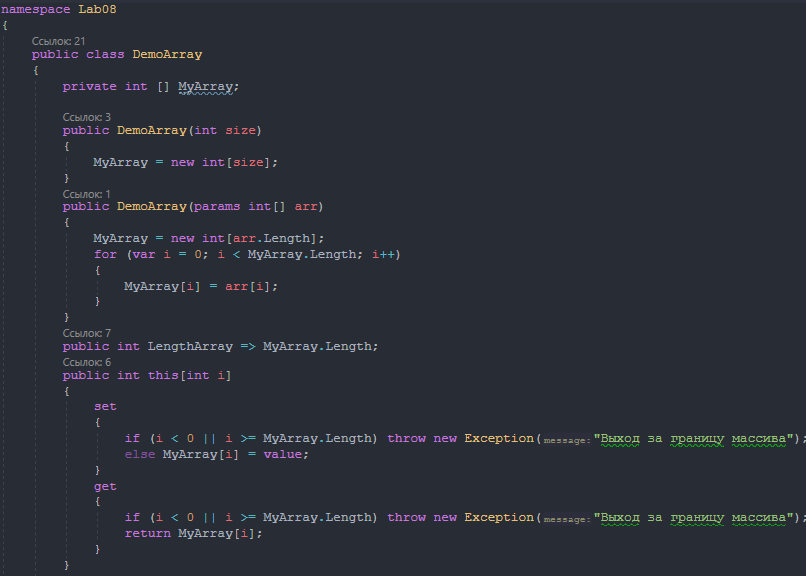 namespace Lab08
{
Ссылок: 21
public class DemoArray
{
private int [] MyArray;
Ссылок: 3
public DemoArray(int size)
{
MyArray = new int[size];
}
Ссылок: 1
public DemoArray(params int[] arr)
{
MyArray = new int[arr.Length];
for (var i = 0; i < MyArray.Length; i++)
{
MyArray[i] = arr[i];
}
}
Ссылок: 7
public int LengthArray => MyArray.Length;
Ссылок: 6
public int this[int i]
{
set
{
if (i < 0 || i >= MyArray.Length) throw new Exception(message:"Выход за границу массива");
else MyArray[i] = value;
}
get
{
if (i < 0 || i >= MyArray.Length) throw new Exception(message:"Выход за границу массива");
return MyArray[i];
}
}